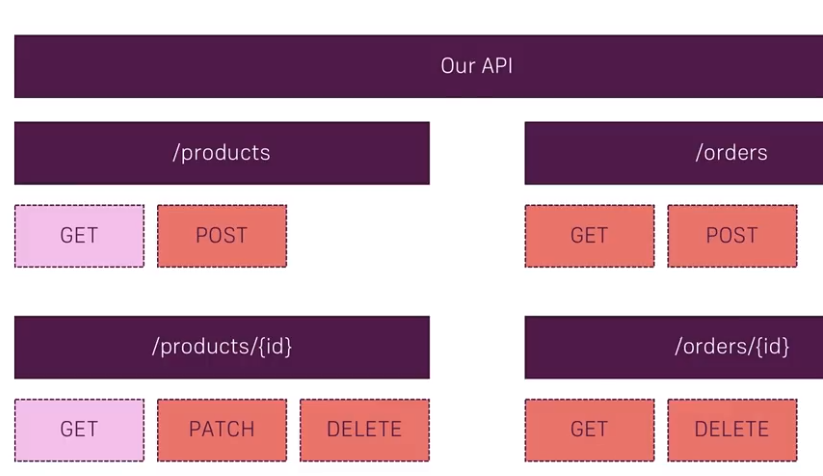 Our API
/products
/orders
GET POST
GET POST
/products/{id}
/orders/{id}
GET PATCH DELETE
GET DELETE